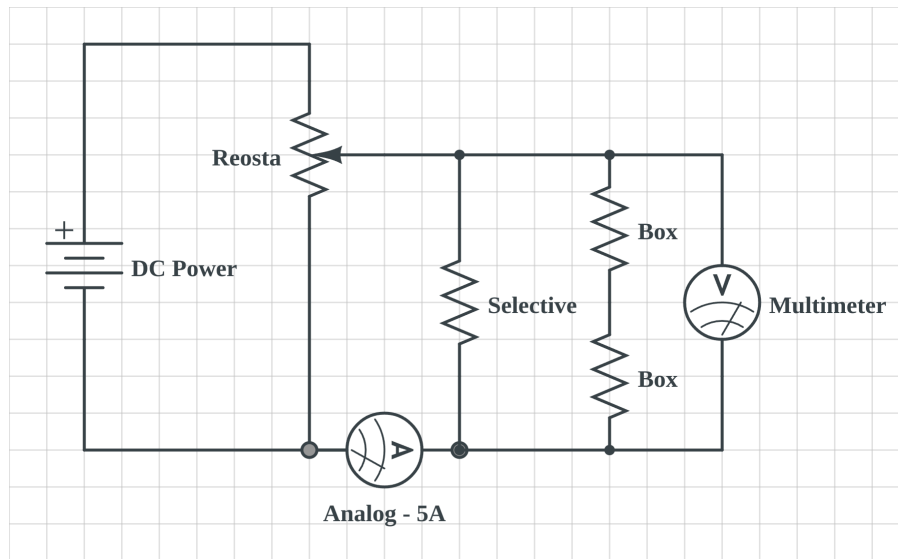 Reosta
+
DC Power
Box
Selective
V
Multimeter
Box
A
Analog - 5A